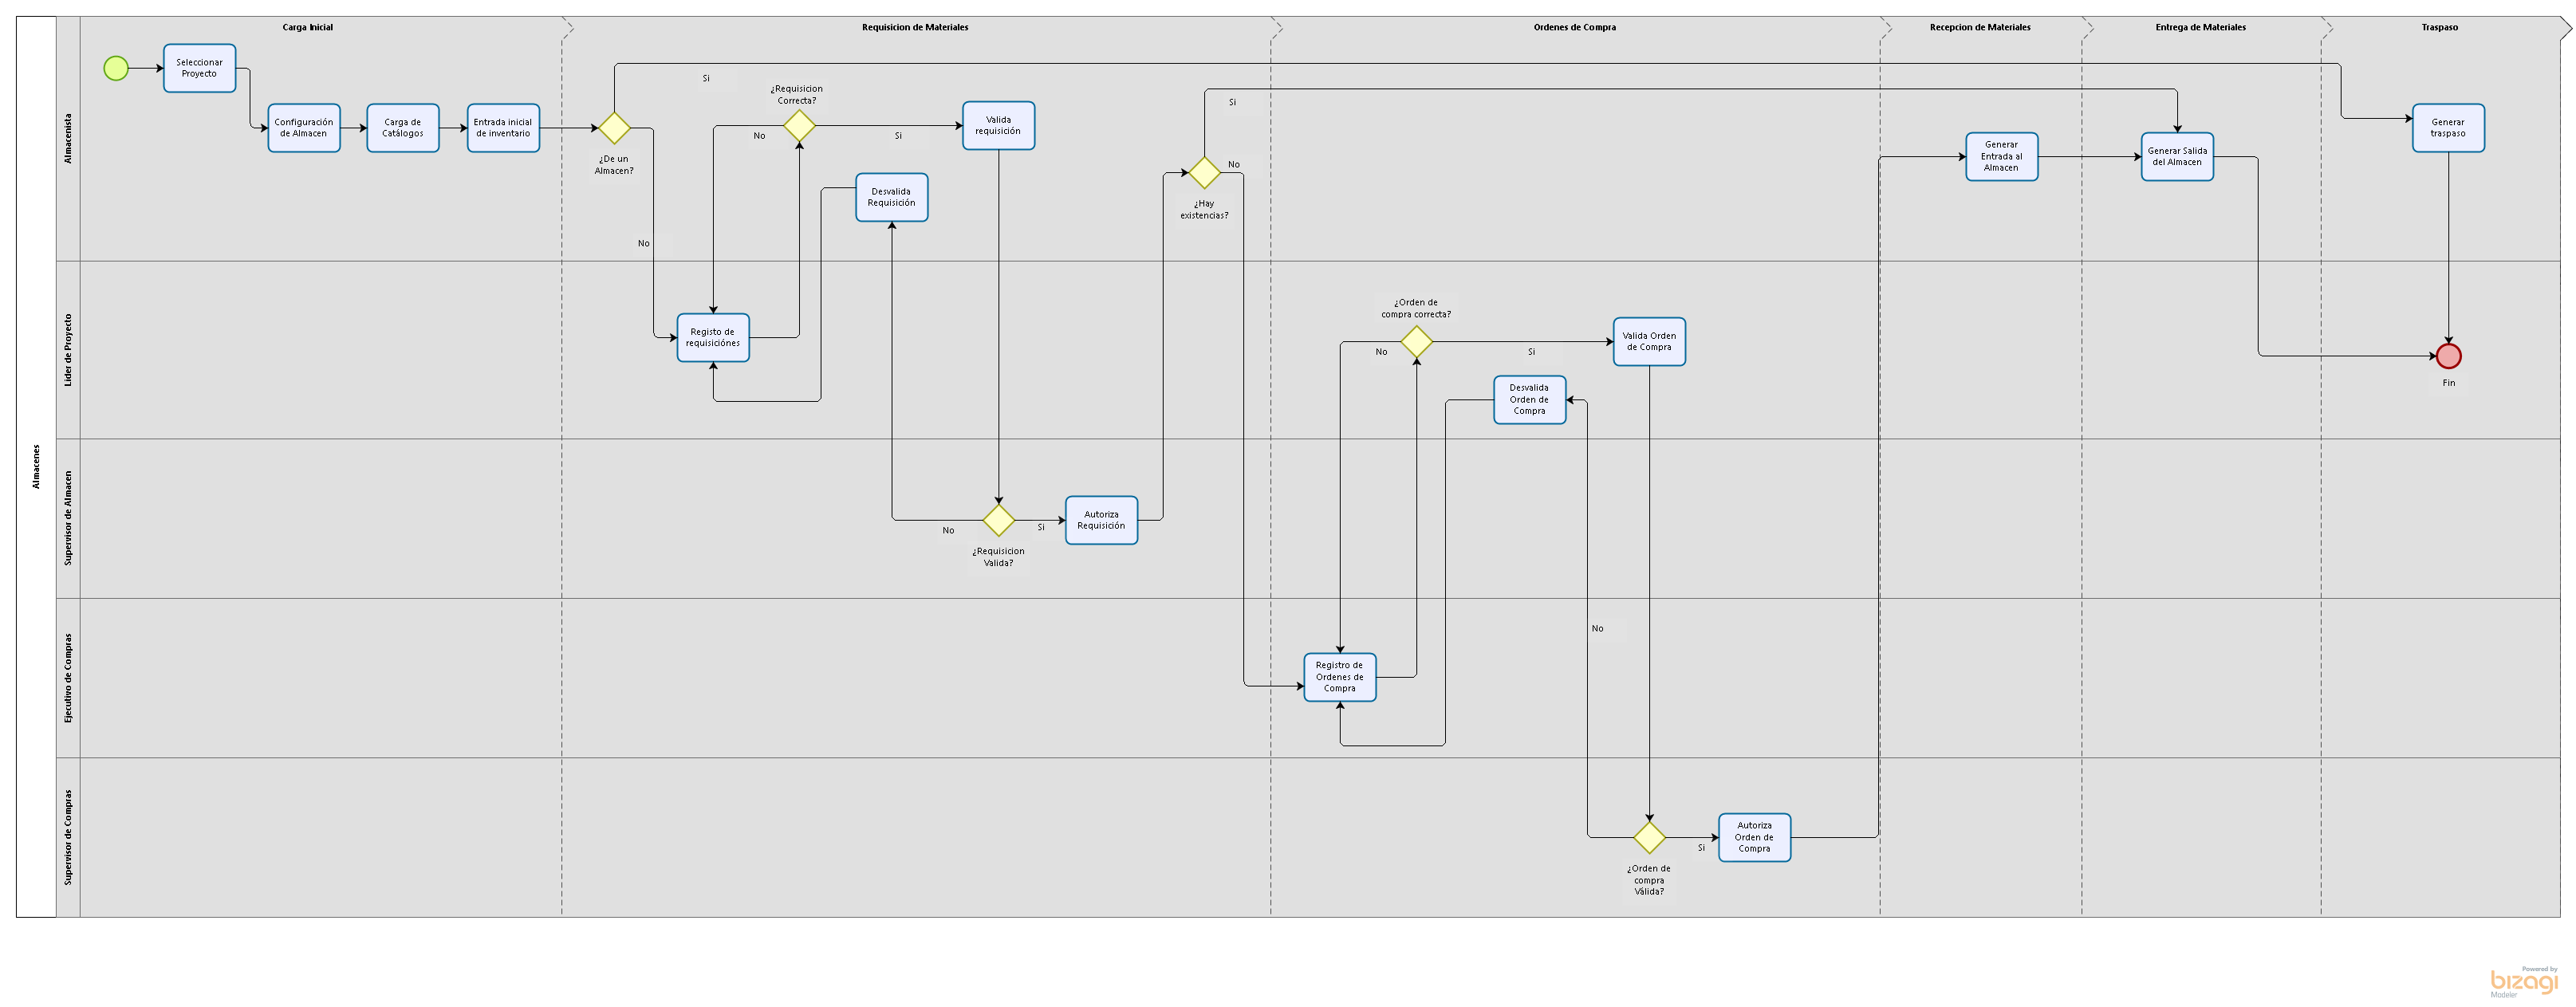 Carga Inicial
Requisicion de Materiales
Ordenes de Compra
Recepcion de Materiales
Entrega de Materiales
Traspaso
Almacenes
Almacenista
Seleccionar
Proyecto
Configuración
de Almacen
Carga de
Catálogos
Entrada inicial
de inventario
¿De un
Almacen?
Si
No
¿Requisicion
Correcta?
No
Si
Valida
requisición
Desvalida
Requisición
¿Hay
existencias?
Si
No
Generar
Entrada al
Almacen
Generar Salida
del Almacen
Generar
traspaso
Lider de Proyecto
Registo de
requisiciónes
¿Orden de
compra correcta?
No
Si
Valida Orden
de Compra
Desvalida
Orden de
Compra
Fin
Supervisor de Almacen
No
Si
¿Requisicion
Valida?
Autoriza
Requisición
Ejecutivo de Compras
Registro de
Ordenes de
Compra
No
Supervisor de Compras
¿Orden de
compra
Válida?
Si
Autoriza
Orden de
Compra
Powered by
bizagi
Modeler